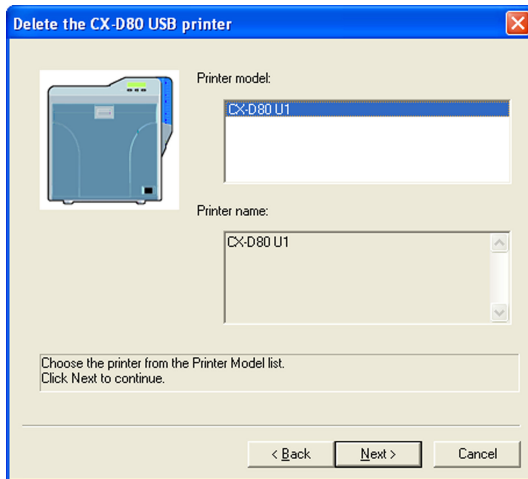 Delete the CX-D80 USB printer
Printer model:
CX-D80 U1
Printer name:
CX-D80 U1
Choose the printer from the Printer Model list.
Click Next to continue.
< Back
Next >
Cancel